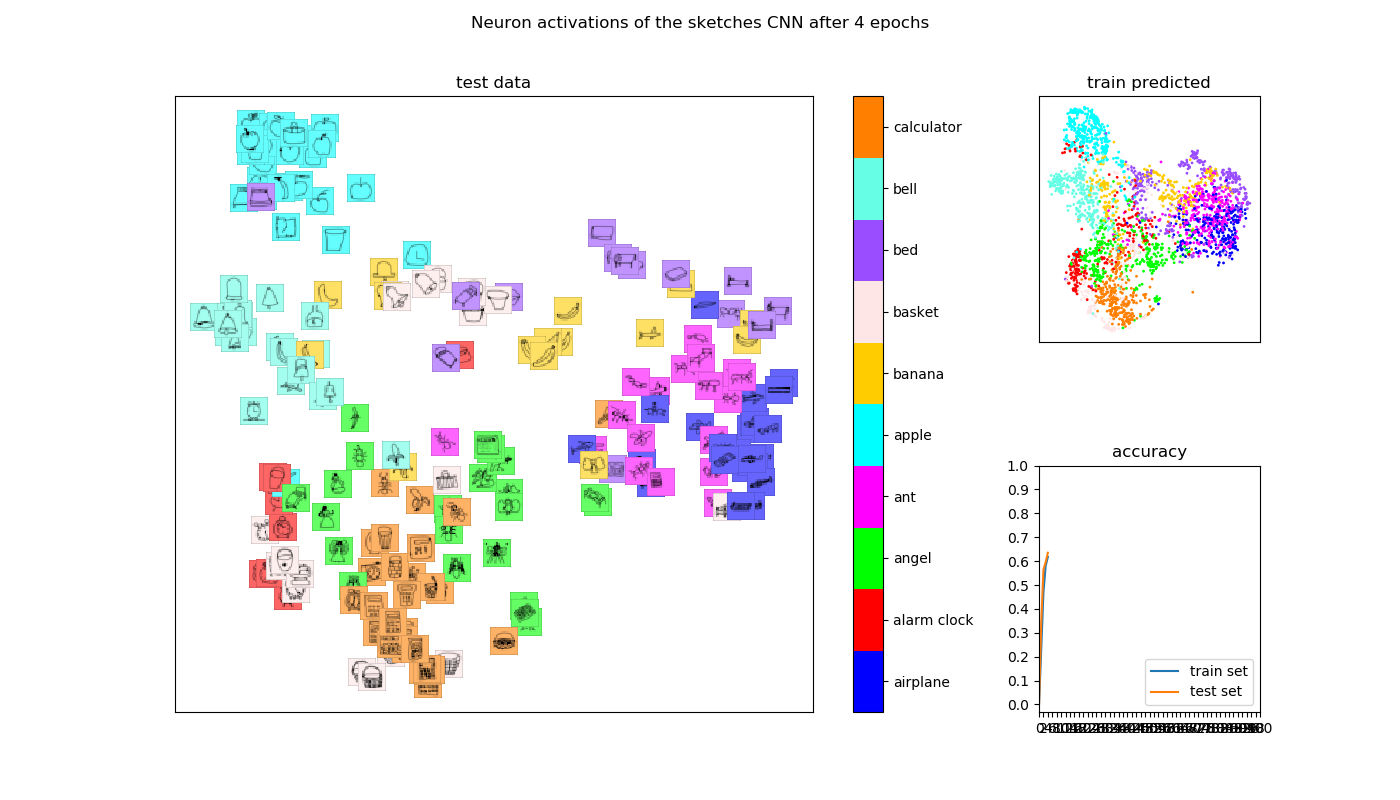 Neuron activations of the sketches CNN after 4 epochs
test data
train predicted
calculator
bell
bed
basket
banana
apple
ant
angel
alarm clock
airplane
accuracy
1.0
0.9
0.8
0.7
0.6
0.5
0.4
0.3
0.2
0.1
0.0
train set
test set